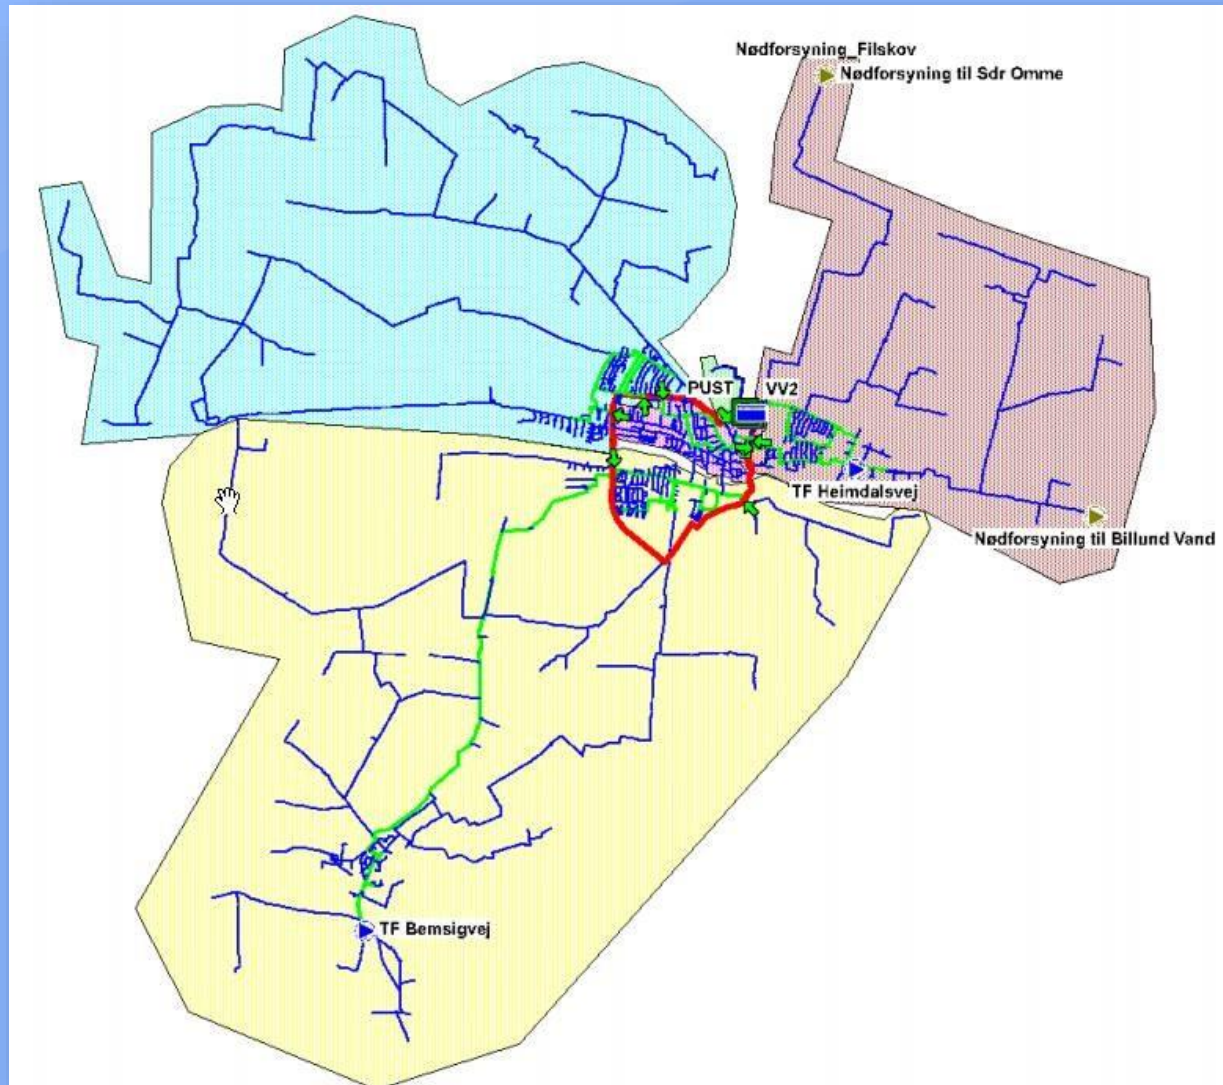 Nødforsyning_Filskov
Nødforsyning til Sdr Omme
PUST
VV2
TF Heimdalsvej
Nødforsyning til Billund Vand
TF Bemsigvej